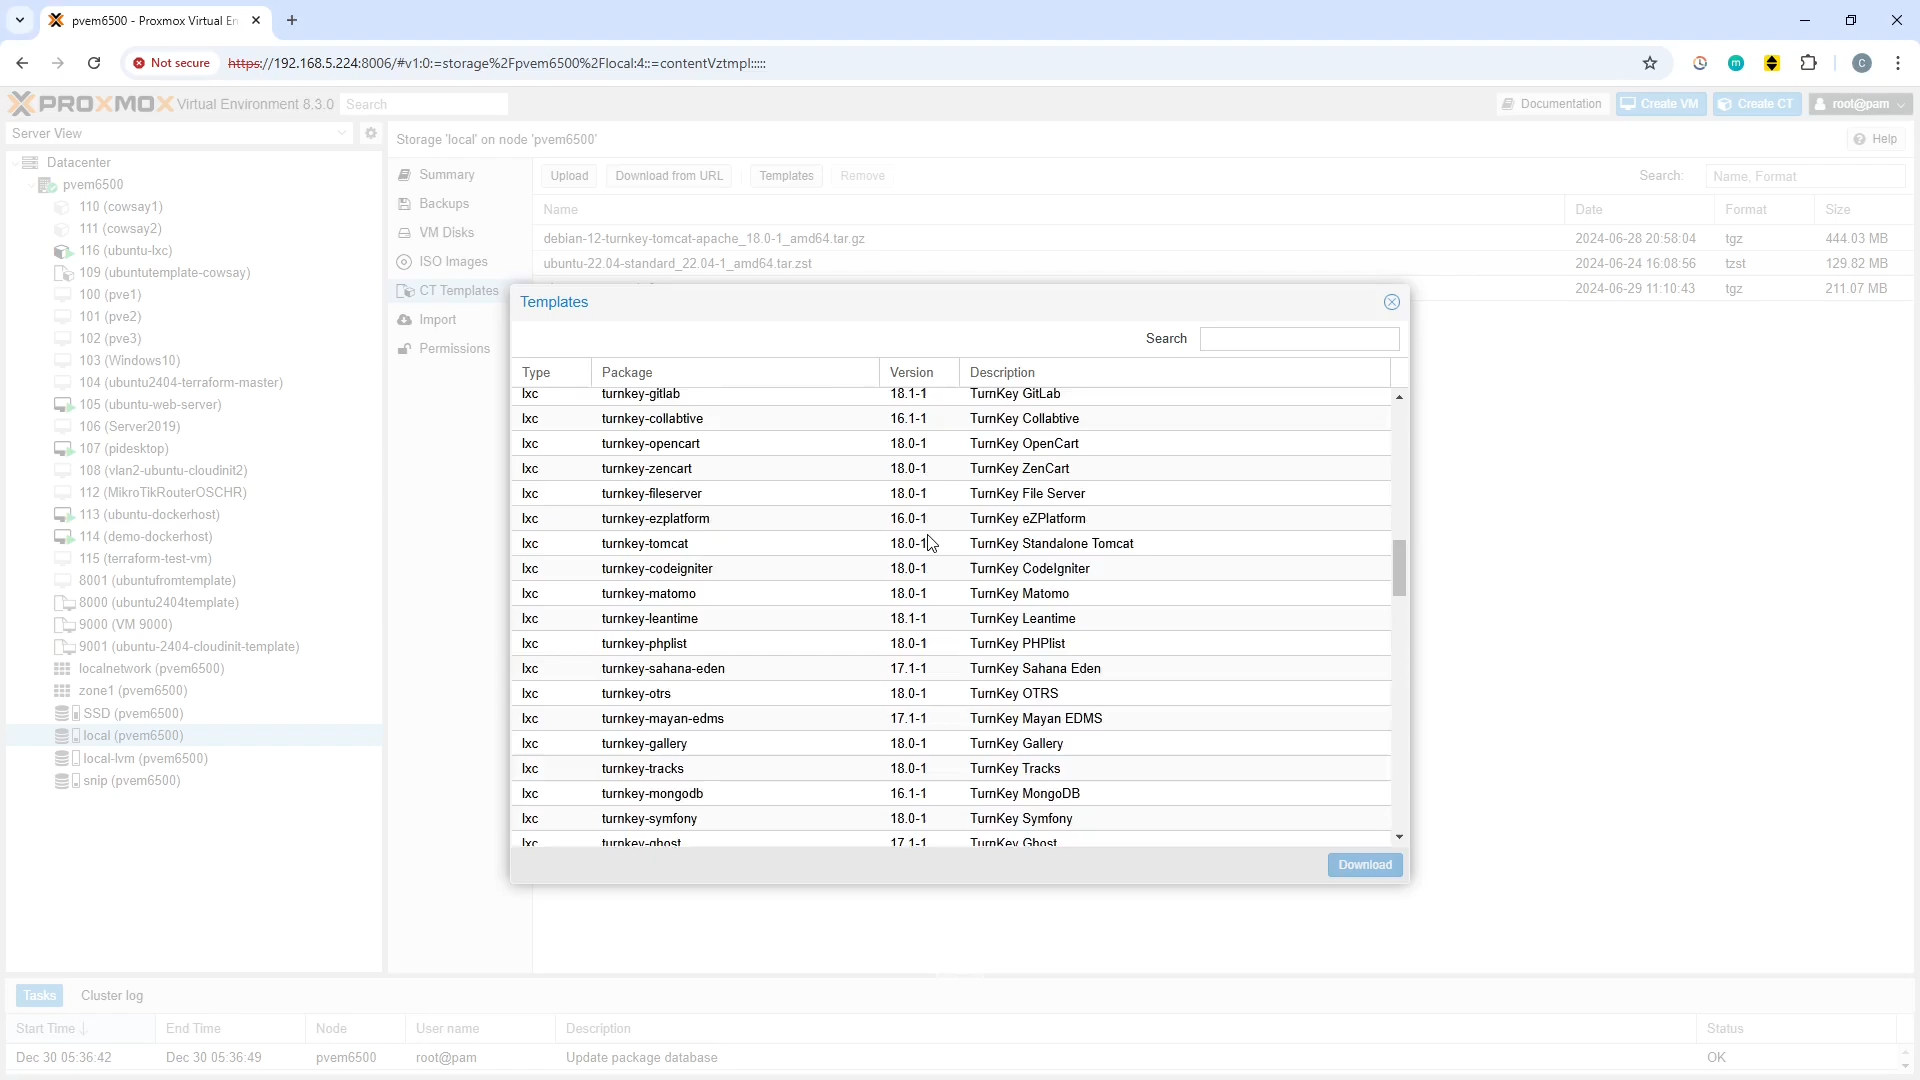 pvem6500 - Proxmox Virtual En
Not secure
https://192.168.5.224:8006/#v1:0:=storage%2Fpvem6500%2Flocal:4::=contentVztmpl:::::
C
PROXMOX Virtual Environment 8.3.0
Search
Documentation
Create VM
Create CT
root@pam
Server View
Storage 'local' on node 'pvem6500'
Help
Datacenter
pvem6500
110 (cowsay1)
111 (cowsay2)
116 (ubuntu-lxc)
109 (ubuntutemplate-cowsay)
100 (pve1)
101 (pve2)
102 (pve3)
103 (Windows10)
104 (ubuntu2404-terraform-master)
105 (ubuntu-web-server)
106 (Server2019)
107 (pidesktop)
108 (vlan2-ubuntu-cloudinit2)
112 (MikroTikRouterOSCHR)
113 (ubuntu-dockerhost)
114 (demo-dockerhost)
115 (terraform-test-vm)
8001 (ubuntufromtemplate)
8000 (ubuntu2404template)
9000 (VM 9000)
9001 (ubuntu-2404-cloudinit-template)
localnetwork (pvem6500)
zone1 (pvem6500)
SSD (pvem6500)
local (pvem6500)
local-lvm (pvem6500)
snip (pvem6500)
Summary
Backups
VM Disks
ISO Images
CT Templates
Import
Permissions
Upload
Download from URL
Templates
Remove
Search:
Name, Format
Name Date Format Size
debian-12-turnkey-tomcat-apache_18.0-1_amd64.tar.gz 2024-06-28 20:58:04 tgz 444.03 MB
ubuntu-22.04-standard_22.04-1_amd64.tar.zst 2024-06-24 16:08:56 tzst 129.82 MB
2024-06-29 11:10:43 tgz 211.07 MB
Templates
Search
Type Package Version Description
lxc turnkey-gitlab 18.1-1 TurnKey GitLab
lxc turnkey-collabtive 16.1-1 TurnKey Collabtive
lxc turnkey-opencart 18.0-1 TurnKey OpenCart
lxc turnkey-zencart 18.0-1 TurnKey ZenCart
lxc turnkey-fileserver 18.0-1 TurnKey File Server
lxc turnkey-ezplatform 16.0-1 TurnKey eZPlatform
lxc turnkey-tomcat 18.0-1 TurnKey Standalone Tomcat
lxc turnkey-codeigniter 18.0-1 TurnKey CodeIgniter
lxc turnkey-matomo 18.0-1 TurnKey Matomo
lxc turnkey-leantime 18.1-1 TurnKey Leantime
lxc turnkey-phplist 18.0-1 TurnKey PHPlist
lxc turnkey-sahana-eden 17.1-1 TurnKey Sahana Eden
lxc turnkey-otrs 18.0-1 TurnKey OTRS
lxc turnkey-mayan-edms 17.1-1 TurnKey Mayan EDMS
lxc turnkey-gallery 18.0-1 TurnKey Gallery
lxc turnkey-tracks 18.0-1 TurnKey Tracks
lxc turnkey-mongodb 16.1-1 TurnKey MongoDB
lxc turnkey-symfony 18.0-1 TurnKey Symfony
lxc turnkey-ghost 17.1-1 TurnKey Ghost
Download
Tasks
Cluster log
Start Time End Time Node User name Description Status
Dec 30 05:36:42 Dec 30 05:36:49 pvem6500 root@pam Update package database OK